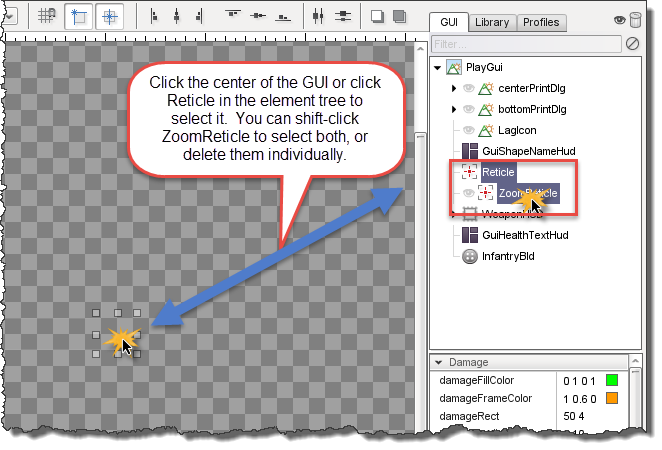 GUI Library Profiles
Filter...
PlayGui
centerPrintDlg
bottomPrintDlg
LagIcon
GuiShapeNameHud
Reticle
ZoomReticle
WeaponHUD
GuiHealthTextHud
InfantryBld
Click the center of the GUI or click
Reticle in the element tree to
select it. You can shift-click
ZoomReticle to select both, or
delete them individually.
Damage
damageFillColor 0 1 0 1
damageFrameColor 1 0.6 0
damageRect 50 4